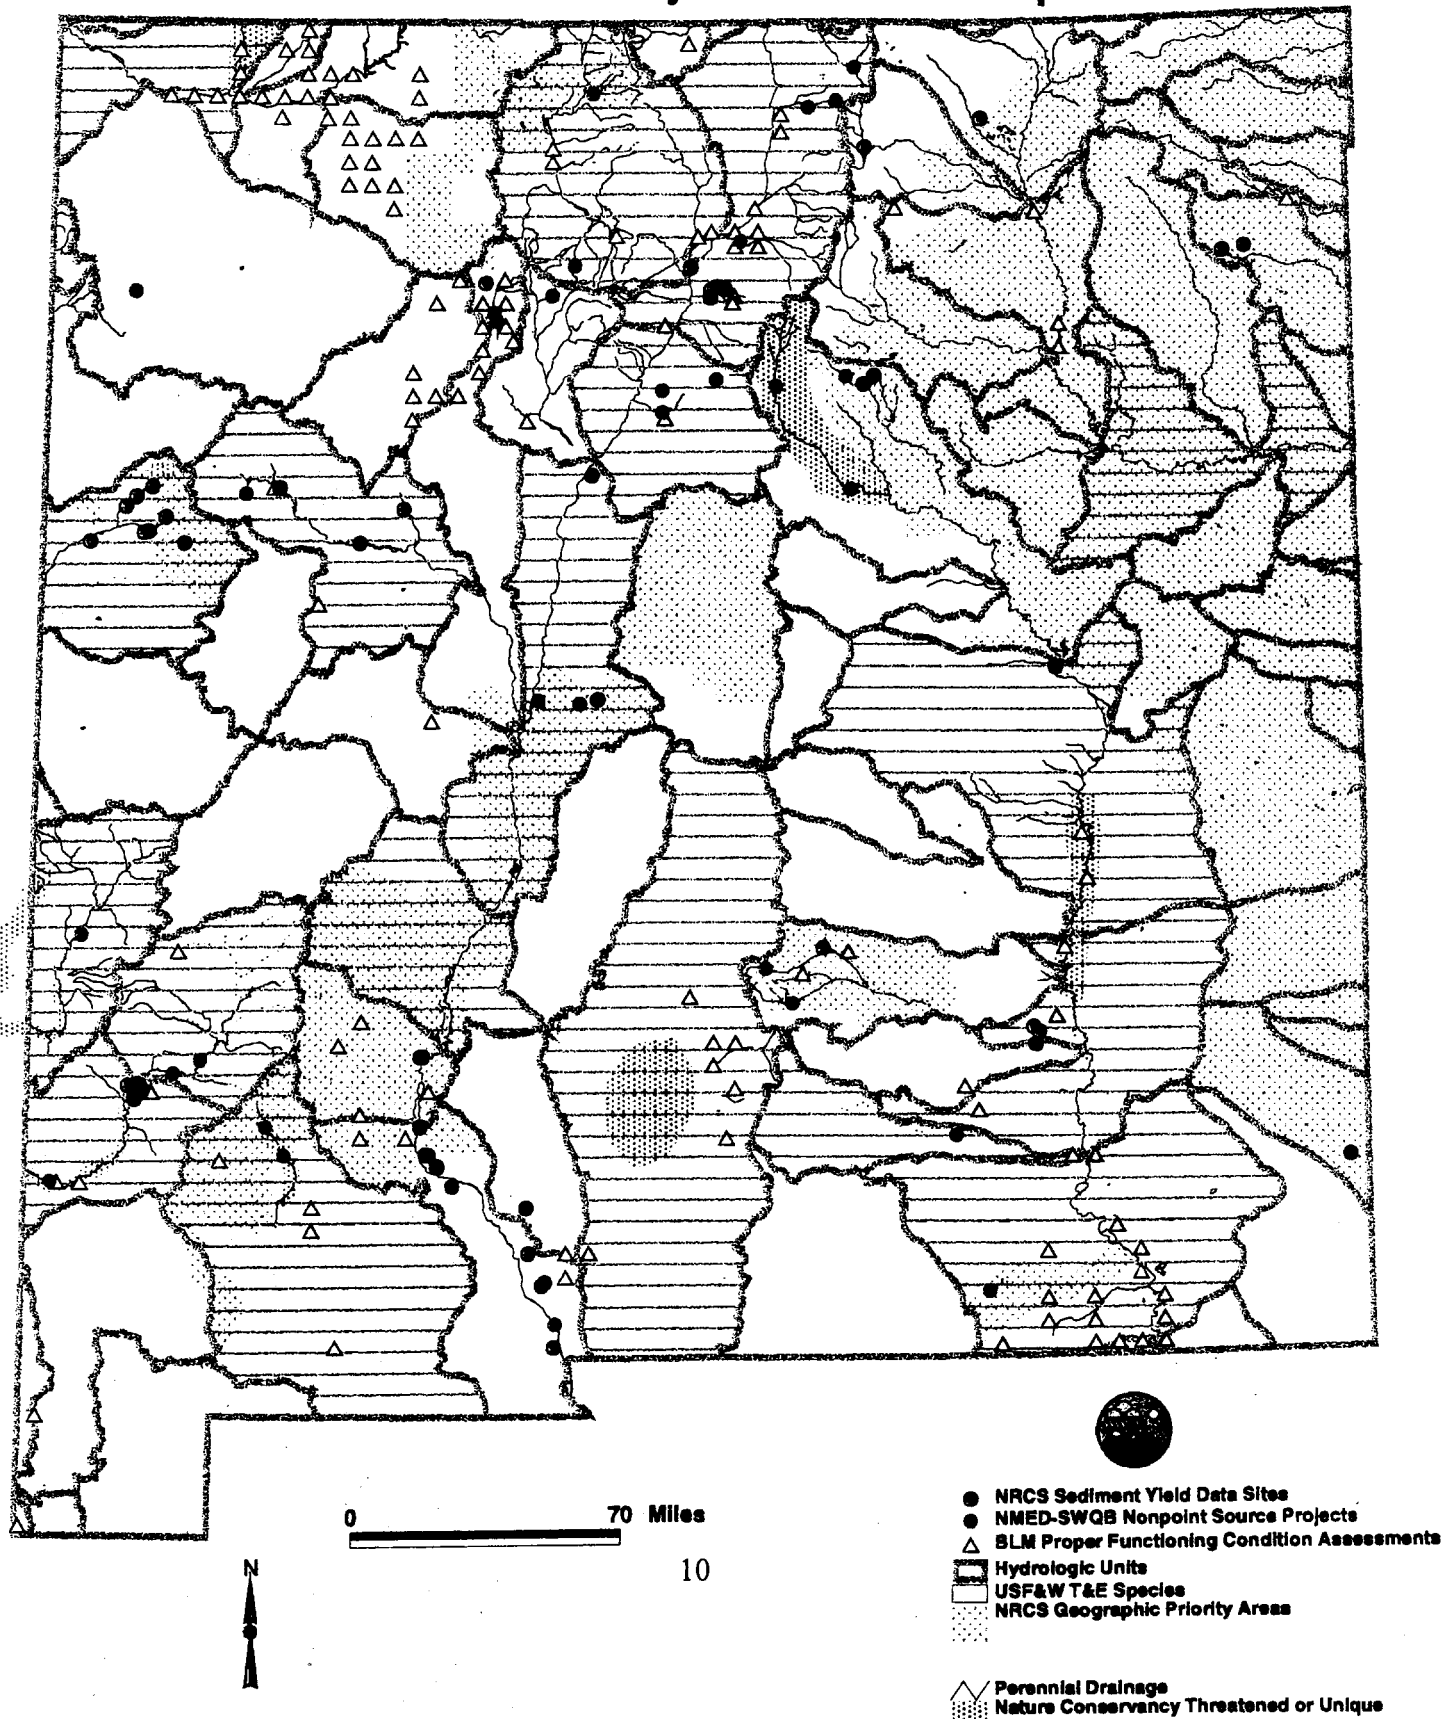 0 70 Miles
10
N
NRCS Sediment Yield Data Sites
NMED-SWQB Nonpoint Source Projects
BLM Proper Functioning Condition Assessments
Hydrologic Units
USF&W T&E Species
NRCS Geographic Priority Areas
Perennial Drainage
Nature Conservancy Threatened or Unique